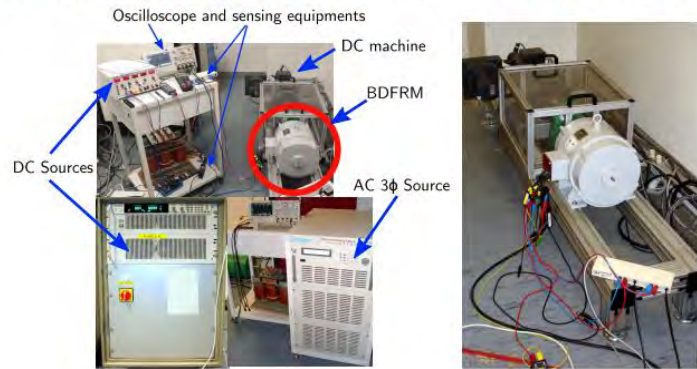 Oscilloscope and sensing equipments
DC machine
BDFRM
DC Sources
AC 3ϕ Source